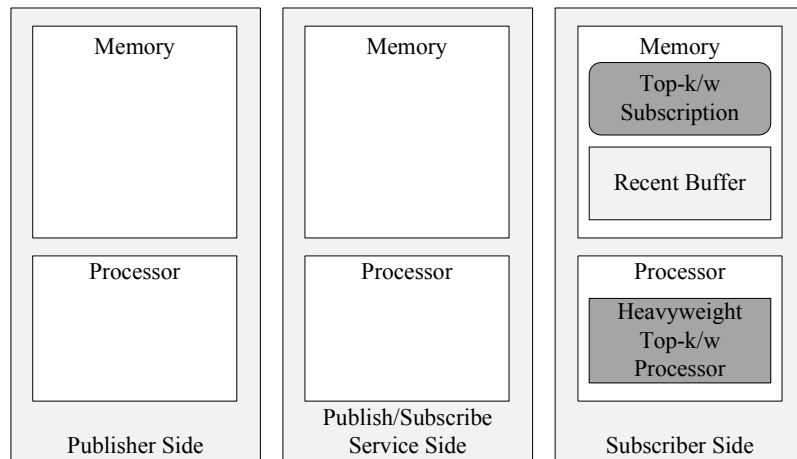 Memory
Processor
Publisher Side
Memory
Processor
Publish/Subscribe
Service Side
Memory
Top-k/w
Subscription
Recent Buffer
Processor
Heavyweight
Top-k/w
Processor
Subscriber Side